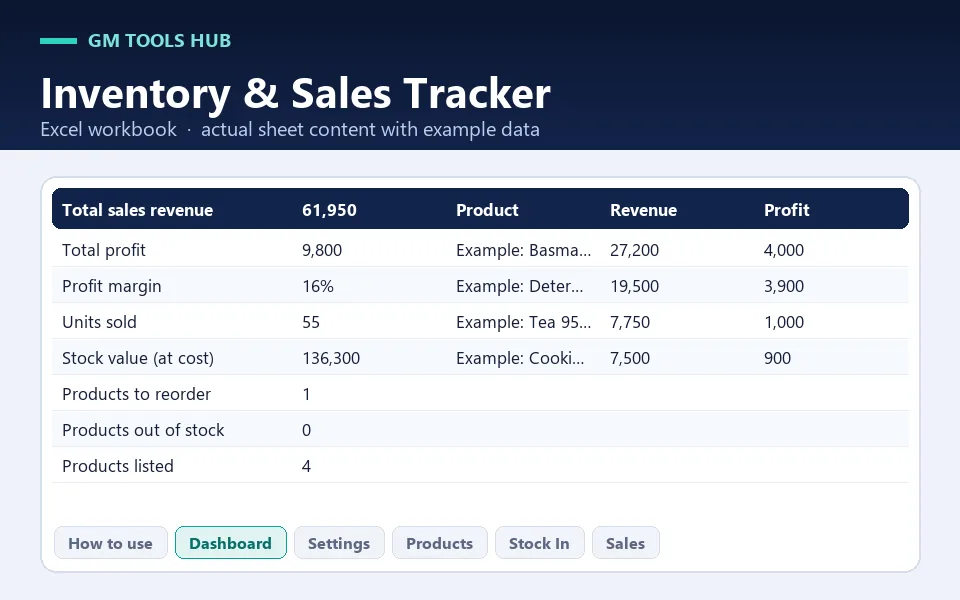 GM TOOLS HUB
Inventory & Sales Tracker
Excel workbook · actual sheet content with example data
Total sales revenue 61,950 Product Revenue Profit
Total profit 9,800 Example: Basma... 27,200 4,000
Profit margin 16% Example: Deter... 19,500 3,900
Units sold 55 Example: Tea 95... 7,750 1,000
Stock value (at cost) 136,300 Example: Cooki... 7,500 900
Products to reorder 1
Products out of stock 0
Products listed 4
How to use Dashboard Settings Products Stock In Sales